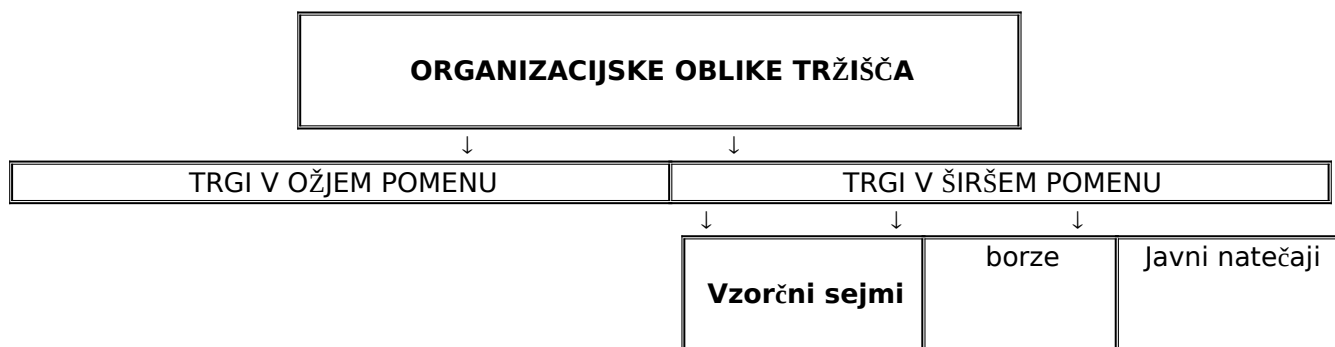 ORGANIZACIJSKE OBLIKE TRŽIŠČA
↓ ↓
TRGI V OŽJEM POMENU TRGI V ŠIRŠEM POMENU
↓ ↓ ↓
Vzorčni sejmi borze Javni natečaji